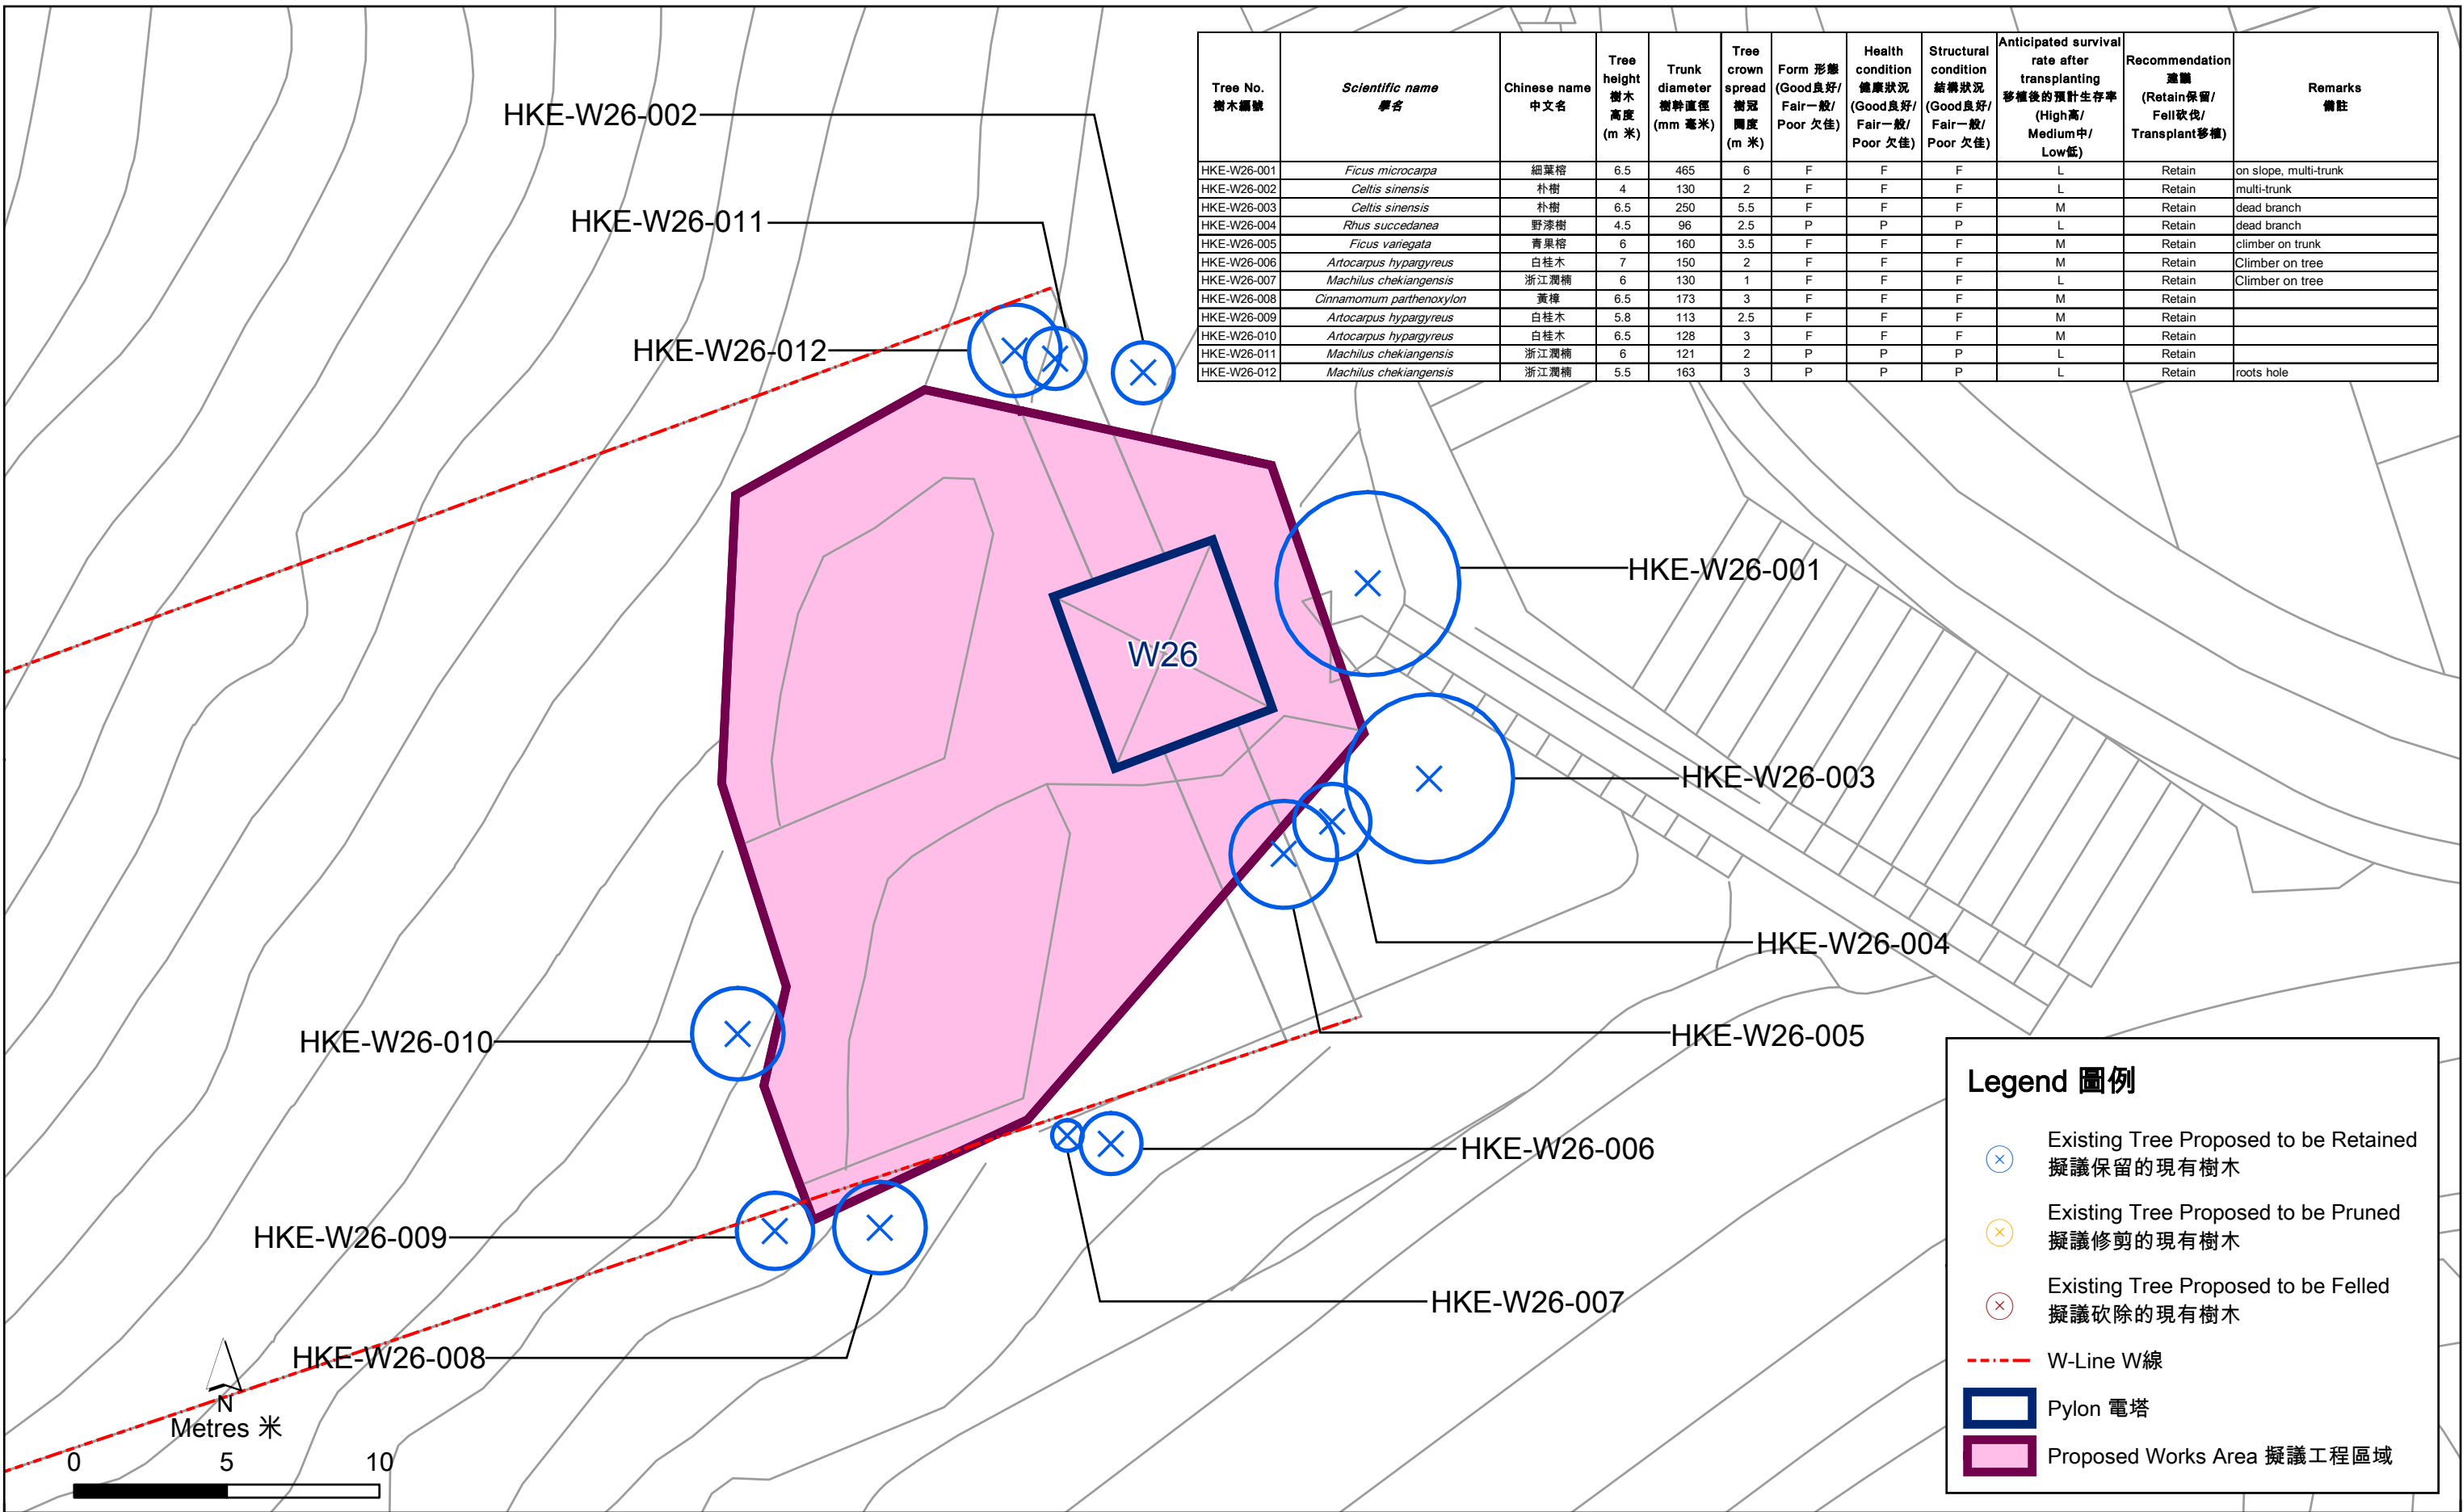 Tree No.
樹木編號
Scientific name
學名
Chinese name
中文名
Tree
height
樹木
高度
(m 米)
Trunk
diameter
樹幹直徑
(mm 毫米)
Tree
crown
spread
樹冠
闊度
(m 米)
Form 形態
(Good良好/
Fair一般/
Poor 欠佳)
Health
condition
健康狀況
(Good良好/
Fair一般/
Poor 欠佳)
Structural
condition
結構狀況
(Good良好/
Fair一般/
Poor 欠佳)
Anticipated survival
rate after
transplanting
移植後的預計生存率
(High高/
Medium中/
Low低)
Recommendation
建議
(Retain保留/
Fell砍伐/
Transplant移植)
Remarks
備註
HKE-W26-001 Ficus microcarpa 細葉榕 6.5 465 6 F F F L Retain on slope, multi-trunk
HKE-W26-002 Celtis sinensis 朴樹 4 130 2 F F F L Retain multi-trunk
HKE-W26-003 Celtis sinensis 朴樹 6.5 250 5.5 F F F M Retain dead branch
HKE-W26-004 Rhus succedanea 野漆樹 4.5 96 2.5 P P P L Retain dead branch
HKE-W26-005 Ficus variegata 青果榕 6 160 3.5 F F F M Retain climber on trunk
HKE-W26-006 Artocarpus hypargyreus 白桂木 7 150 2 F F F M Retain Climber on tree
HKE-W26-007 Machilus chekiangensis 浙江潤楠 6 130 1 F F F L Retain Climber on tree
HKE-W26-008 Cinnamomum parthenoxylon 黃樟 6.5 173 3 F F F M Retain
HKE-W26-009 Artocarpus hypargyreus 白桂木 5.8 113 2.5 F F F M Retain
HKE-W26-010 Artocarpus hypargyreus 白桂木 6.5 128 3 F F F M Retain
HKE-W26-011 Machilus chekiangensis 浙江潤楠 6 121 2 P P P L Retain
HKE-W26-012 Machilus chekiangensis 浙江潤楠 5.5 163 3 P P P L Retain roots hole
HKE-W26-002
HKE-W26-011
HKE-W26-012
HKE-W26-001
W26
HKE-W26-003
HKE-W26-004
HKE-W26-005
HKE-W26-010
HKE-W26-006
HKE-W26-009
HKE-W26-007
HKE-W26-008
N
Metres 米
0 5 10
Legend 圖例
Existing Tree Proposed to be Retained
擬議保留的現有樹木
Existing Tree Proposed to be Pruned
擬議修剪的現有樹木
Existing Tree Proposed to be Felled
擬議砍除的現有樹木
W-Line W線
Pylon 電塔
Proposed Works Area 擬議工程區域